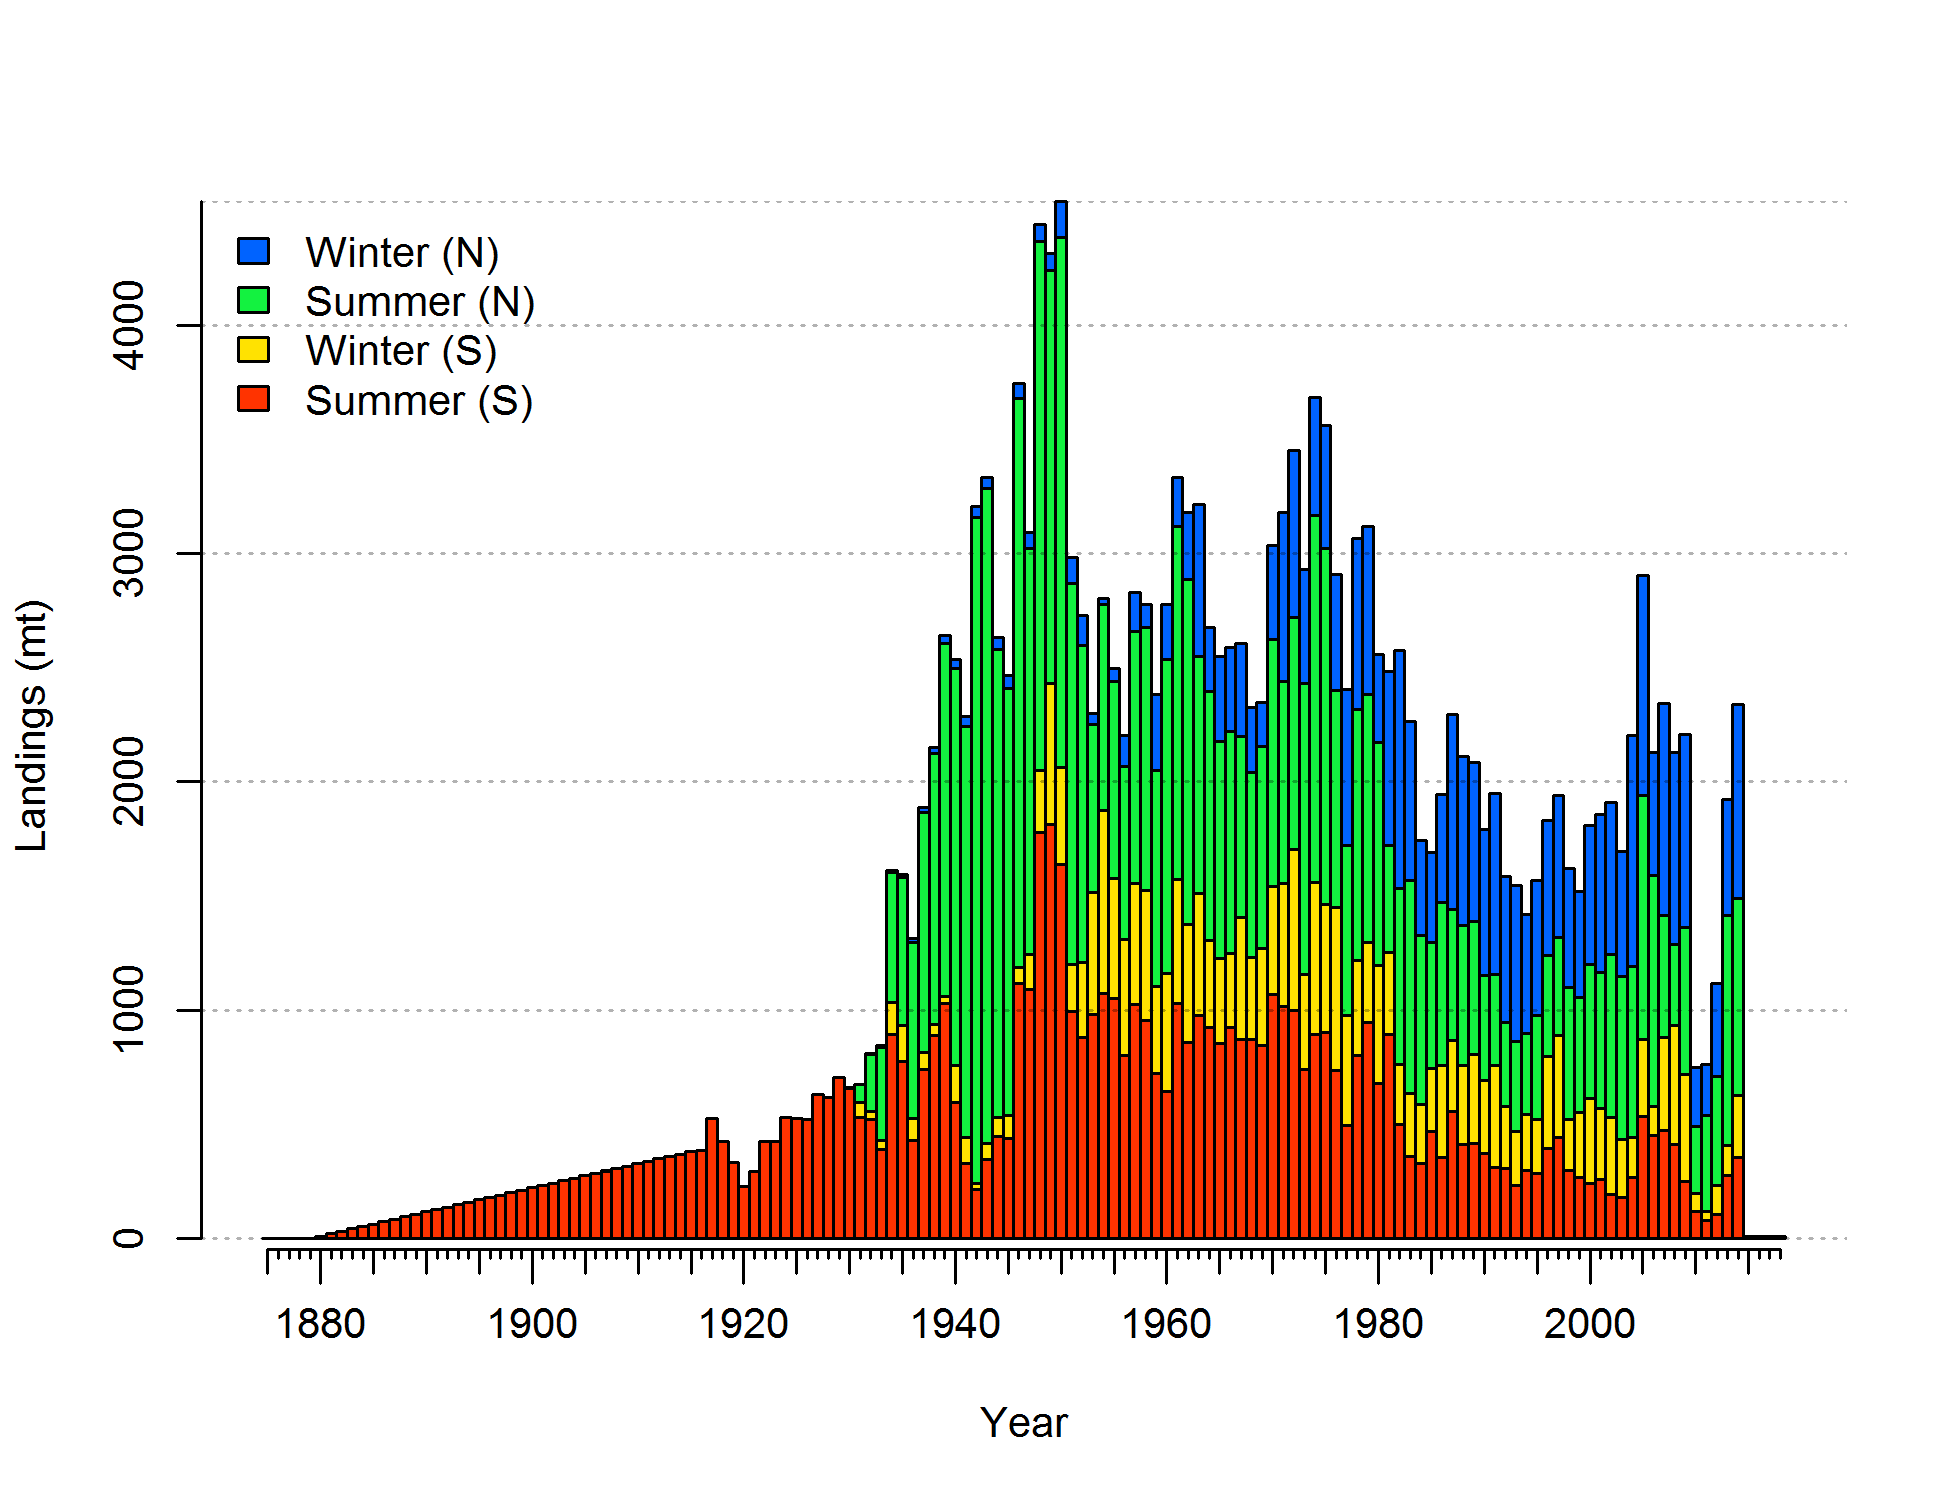 Winter (N)
Summer (N)
Winter (S)
Summer (S)
Landings (mt)
4000
3000
2000
1000
0
1880 1900 1920 1940 1960 1980 2000
Year